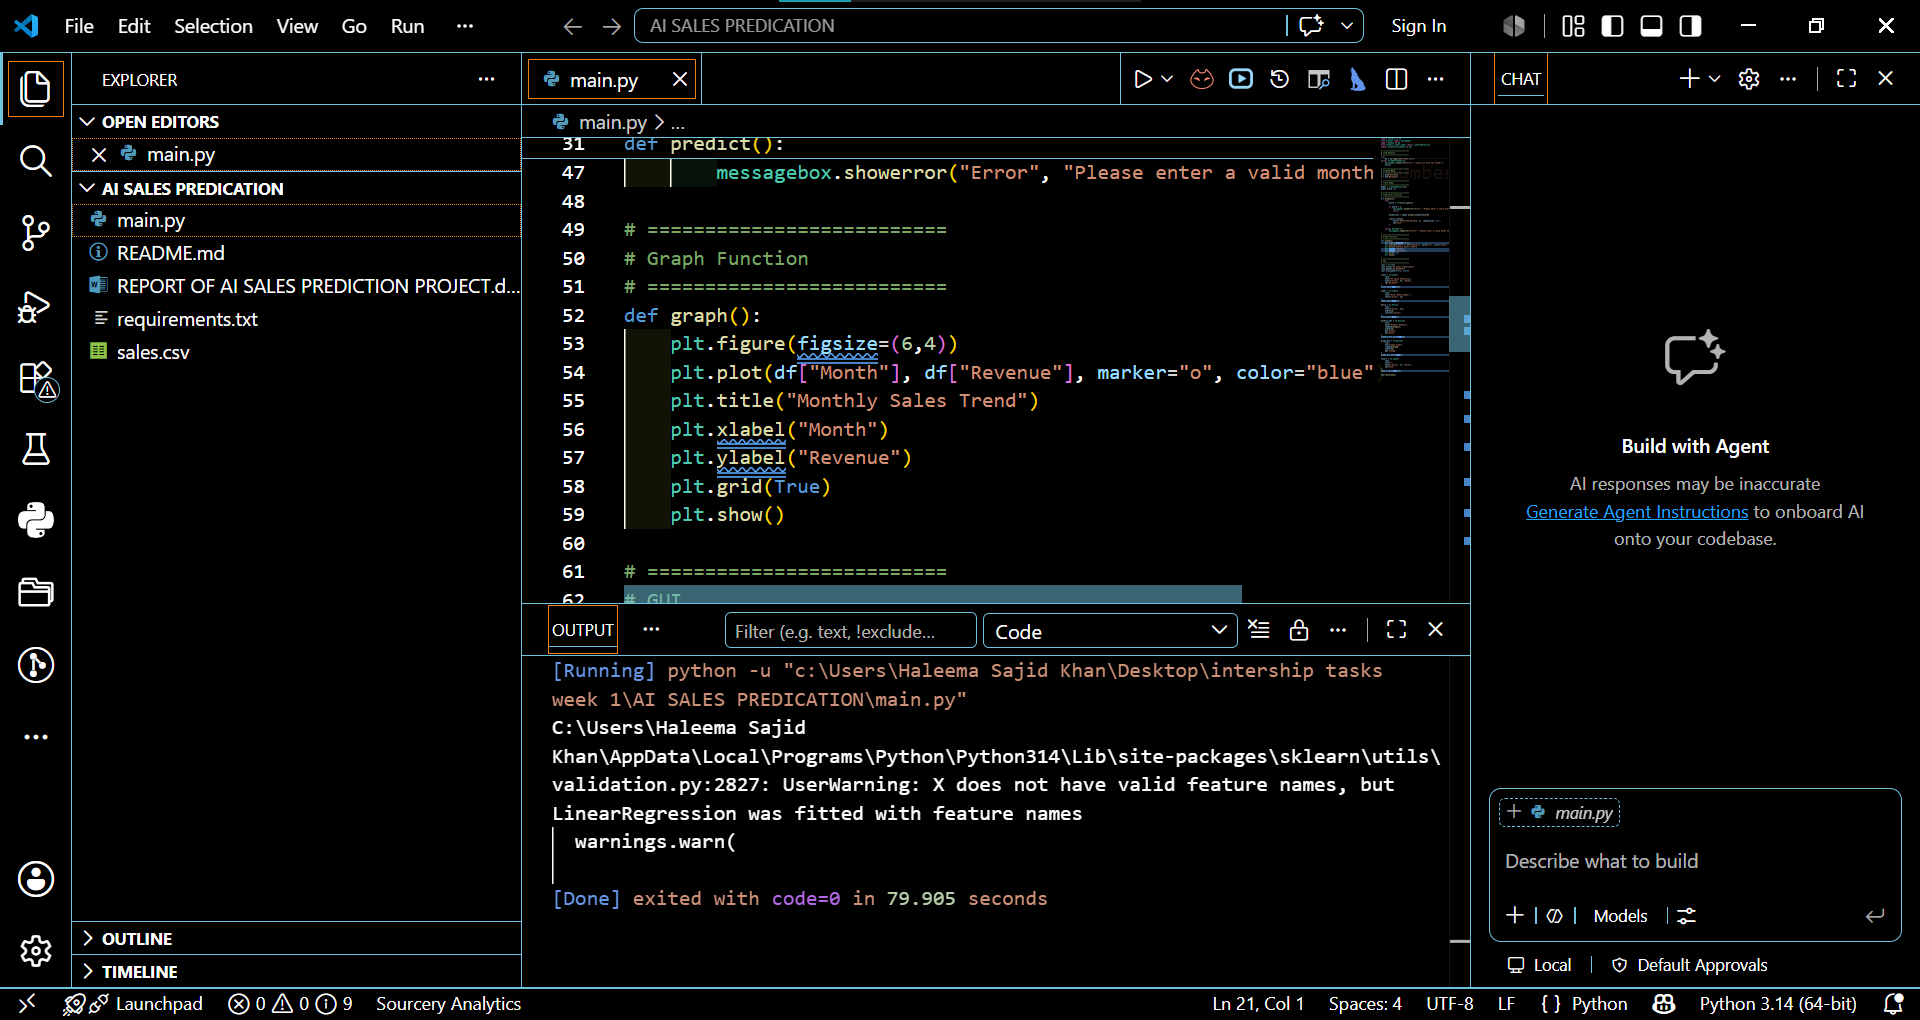 File Edit Selection View Go Run ···
AI SALES PREDICATION
Sign In
EXPLORER
OPEN EDITORS
main.py
AI SALES PREDICATION
main.py
README.md
REPORT OF AI SALES PREDICTION PROJECT.d...
requirements.txt
sales.csv
OUTLINE
TIMELINE
main.py
main.py > ...
31 def predict():
47 messagebox.showerror("Error", "Please enter a valid month
48
49 # ==========================
50 # Graph Function
51 # ==========================
52 def graph():
53 plt.figure(figsize=(6,4))
54 plt.plot(df["Month"], df["Revenue"], marker="o", color="blue"
55 plt.title("Monthly Sales Trend")
56 plt.xlabel("Month")
57 plt.ylabel("Revenue")
58 plt.grid(True)
59 plt.show()
60
61 # ==========================
62 # GUI
OUTPUT
Filter (e.g. text, !exclude...
Code
[Running] python -u "c:\Users\Haleema Sajid Khan\Desktop\intership tasks
week 1\AI SALES PREDICATION\main.py"
C:\Users\Haleema Sajid
Khan\AppData\Local\Programs\Python\Python314\Lib\site-packages\sklearn\utils\
validation.py:2827: UserWarning: X does not have valid feature names, but
LinearRegression was fitted with feature names
warnings.warn(
[Done] exited with code=0 in 79.905 seconds
CHAT
Build with Agent
AI responses may be inaccurate
Generate Agent Instructions to onboard AI
onto your codebase.
main.py
Describe what to build
Models
Local
Default Approvals
Launchpad 0 0 9 Sourcery Analytics
Ln 21, Col 1 Spaces: 4 UTF-8 LF { } Python Python 3.14 (64-bit)